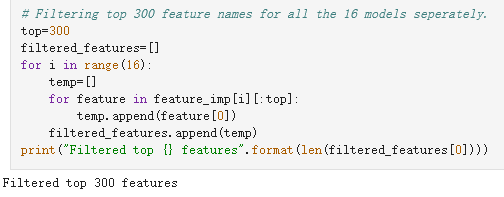 # Filtering top 300 feature names for all the 16 models seperately.
top=300
filtered_features=[]
for i in range(16):
    temp=[]
    for feature in feature_imp[i][:top]:
        temp.append(feature[0])
    filtered_features.append(temp)
print("Filtered top {} features".format(len(filtered_features[0])))
Filtered top 300 features